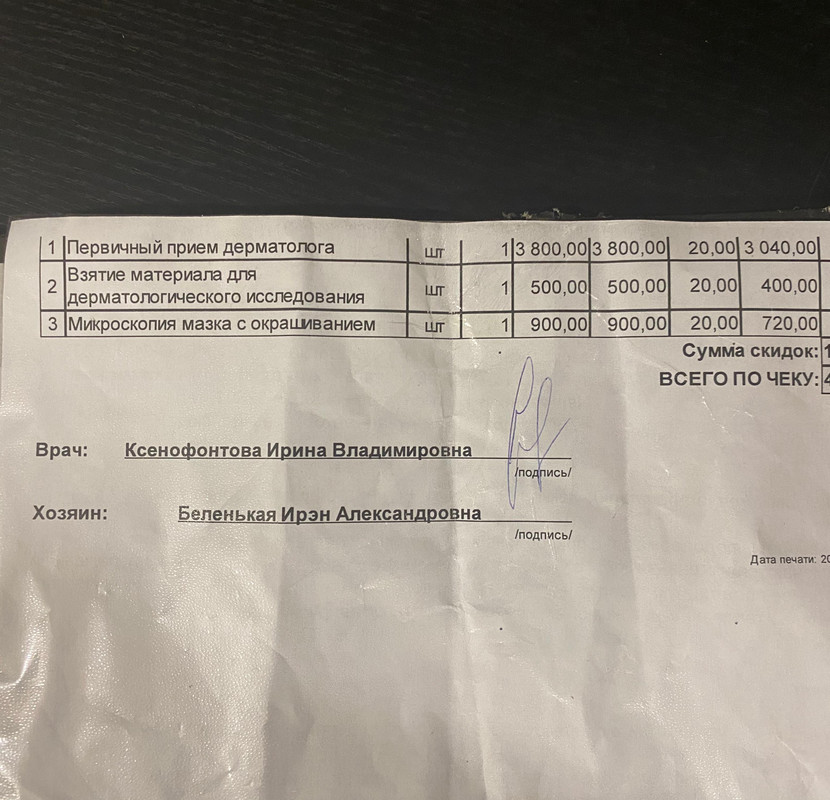 1 Первичный прием дерматолога шт 1 3 800,00 3 800,00 20,00 3 040,00
2 Взятие материала для дерматологического исследования шт 1 500,00 500,00 20,00 400,00
3 Микроскопия мазка с окрашиванием шт 1 900,00 900,00 20,00 720,00
Сумма скидок: 1
ВСЕГО ПО ЧЕКУ: 4
Врач: Ксенофонтова Ирина Владимировна
/подпись/
Хозяин: Беленькая Ирэн Александровна
/подпись/
Дата печати: 20